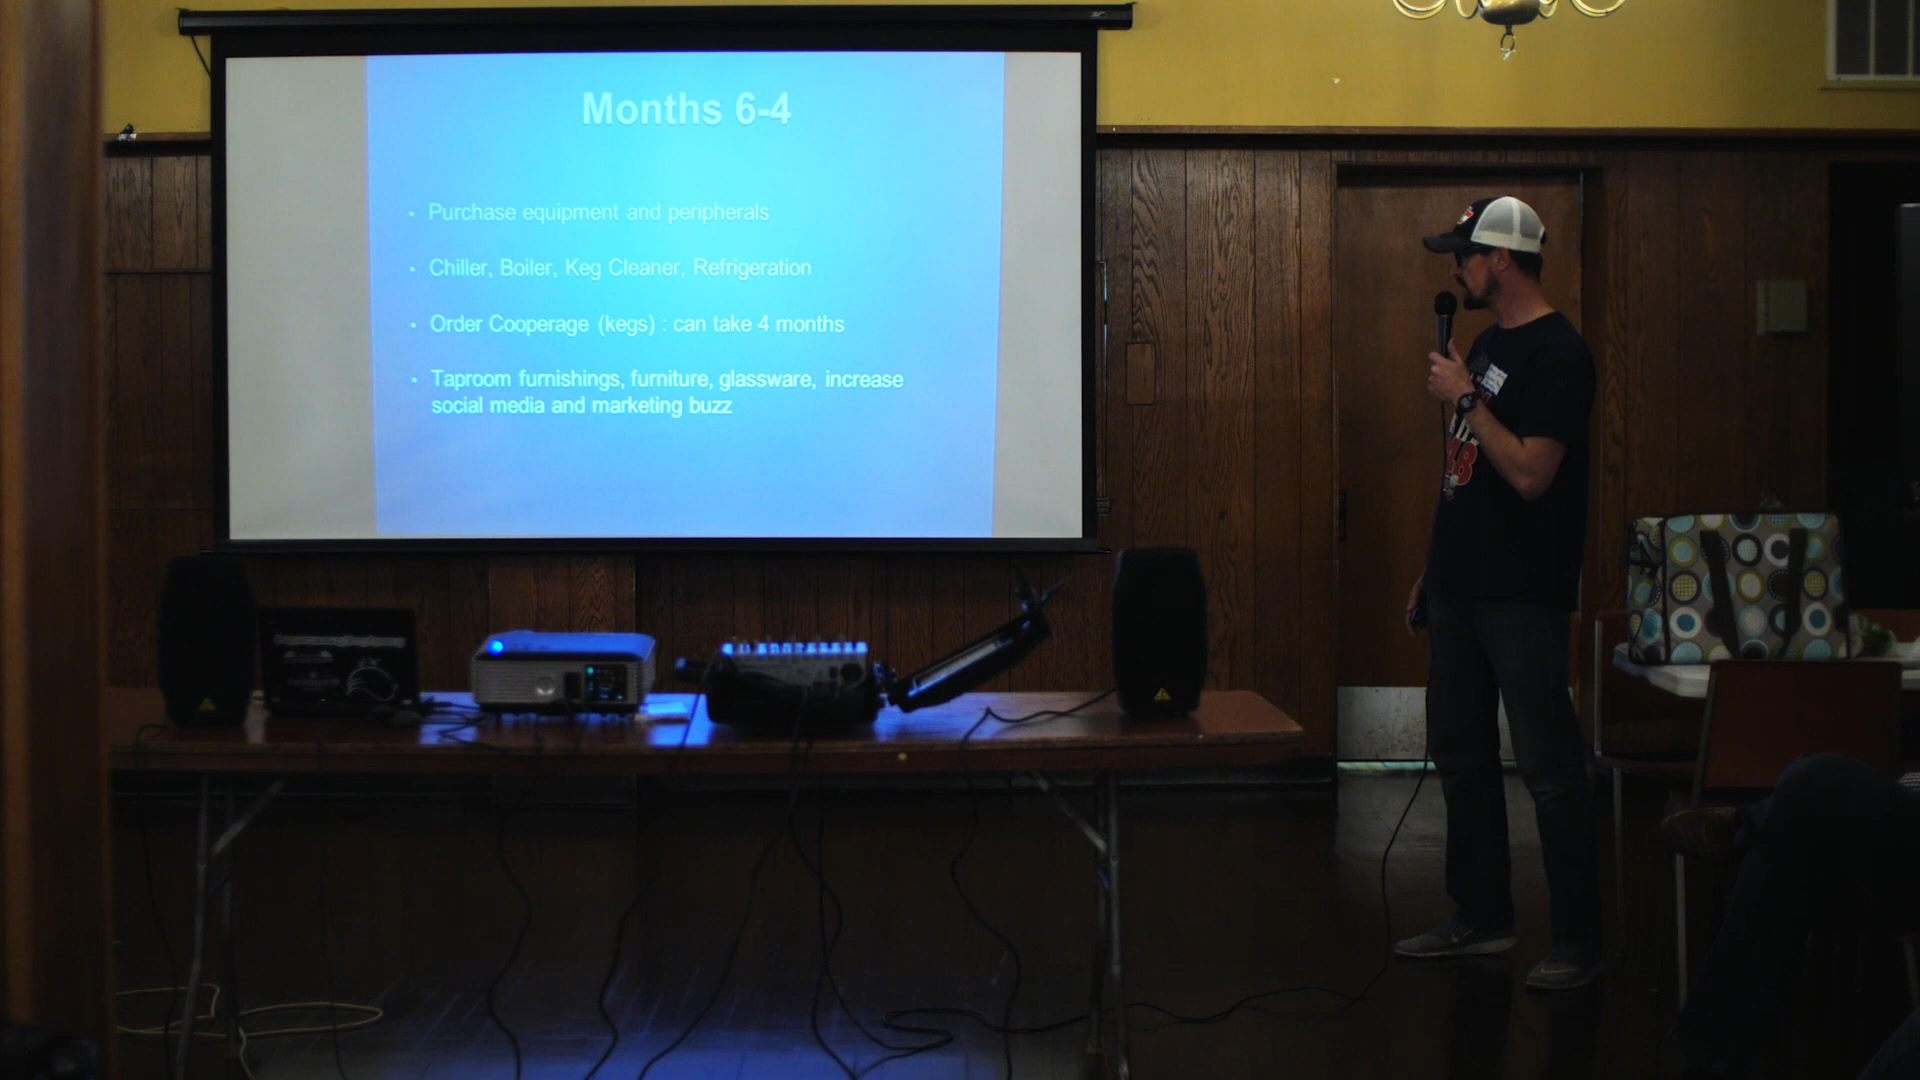 Months 6-4
• Purchase equipment and peripherals
• Chiller, Boiler, Keg Cleaner, Refrigeration
• Order Cooperage (kegs) : can take 4 months
• Taproom furnishings, furniture, glassware, increase
social media and marketing buzz